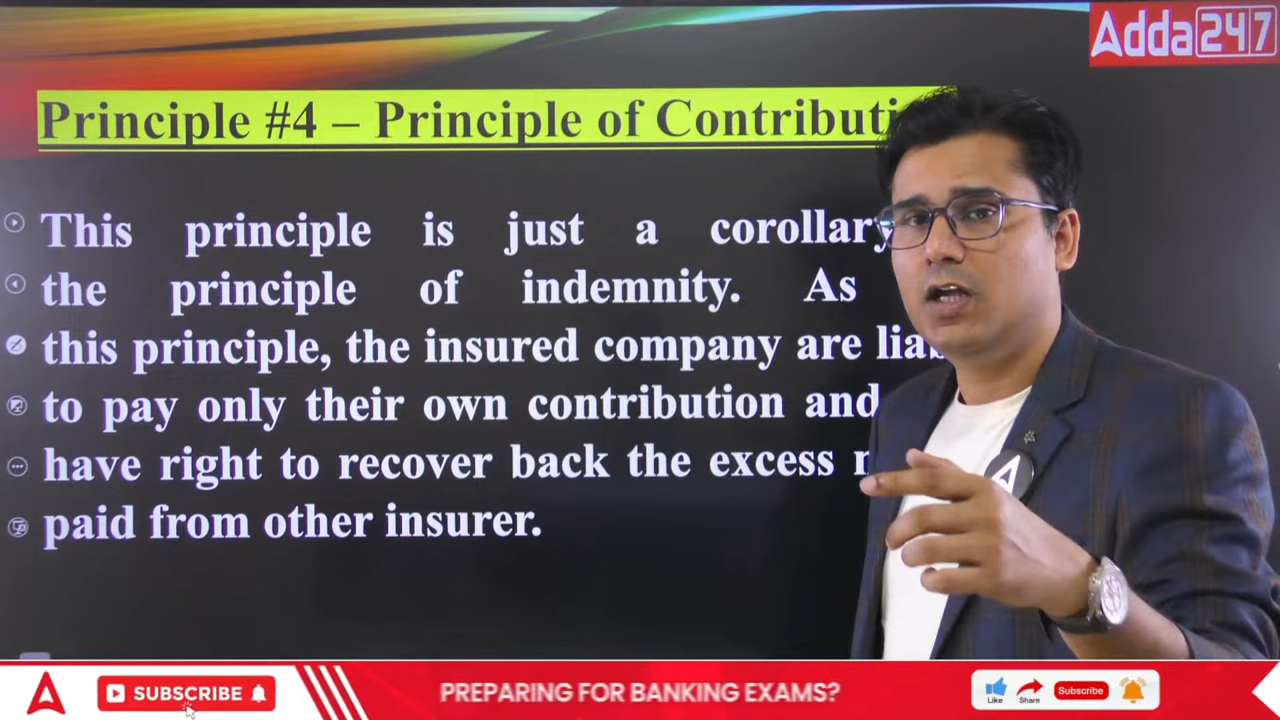 Adda247
Principle #4 – Principle of Contributi
This principle is just a corollary
the principle of indemnity. As
this principle, the insured company are lia
to pay only their own contribution and
have right to recover back the excess
paid from other insurer.
SUBSCRIBE
PREPARING FOR BANKING EXAMS?
Like Share Subscribe